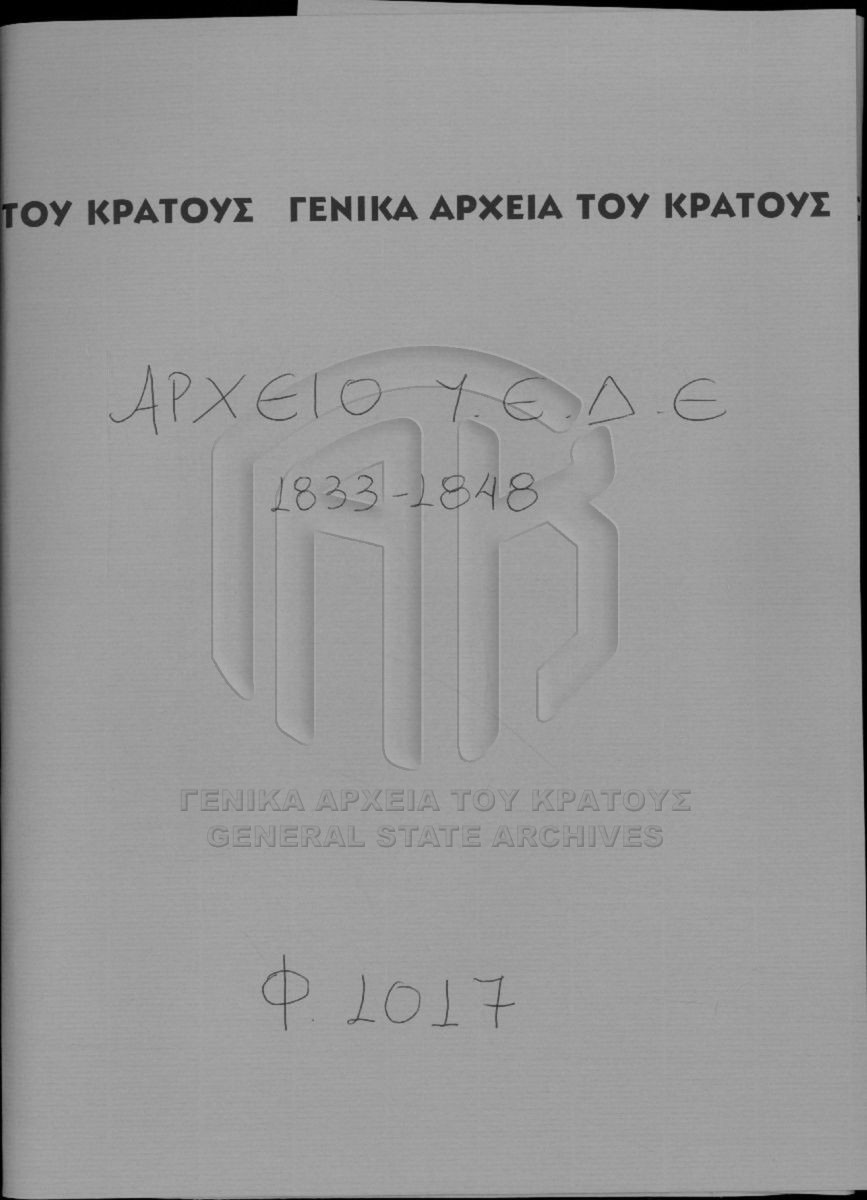 ΤΟΥ ΚΡΑΤΟΥΣ ΓΕΝΙΚΑ ΑΡΧΕΙΑ ΤΟΥ ΚΡΑΤΟΥΣ
ΑΡΧΕΙΟ Υ.Ε.Δ.Ε
1833-1848
ΓΕΝΙΚΑ ΑΡΧΕΙΑ ΤΟΥ ΚΡΑΤΟΥΣ
GENERAL STATE ARCHIVES
Φ. 1017